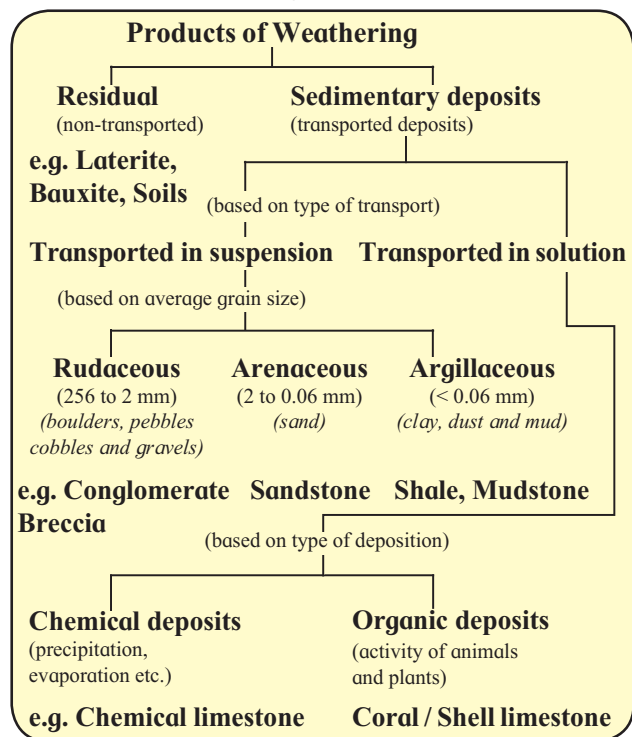 Products of Weathering
Residual
(non-transported)
e.g. Laterite,
Bauxite, Soils
Sedimentary deposits
(transported deposits)
(based on type of transport)
Transported in suspension
Transported in solution
(based on average grain size)
Rudaceous
(256 to 2 mm)
(boulders, pebbles
cobbles and gravels)
Arenaceous
(2 to 0.06 mm)
(sand)
Argillaceous
(< 0.06 mm)
(clay, dust and mud)
e.g. Conglomerate
Breccia
Sandstone
Shale, Mudstone
(based on type of deposition)
Chemical deposits
(precipitation,
evaporation etc.)
e.g. Chemical limestone
Organic deposits
(activity of animals
and plants)
Coral / Shell limestone